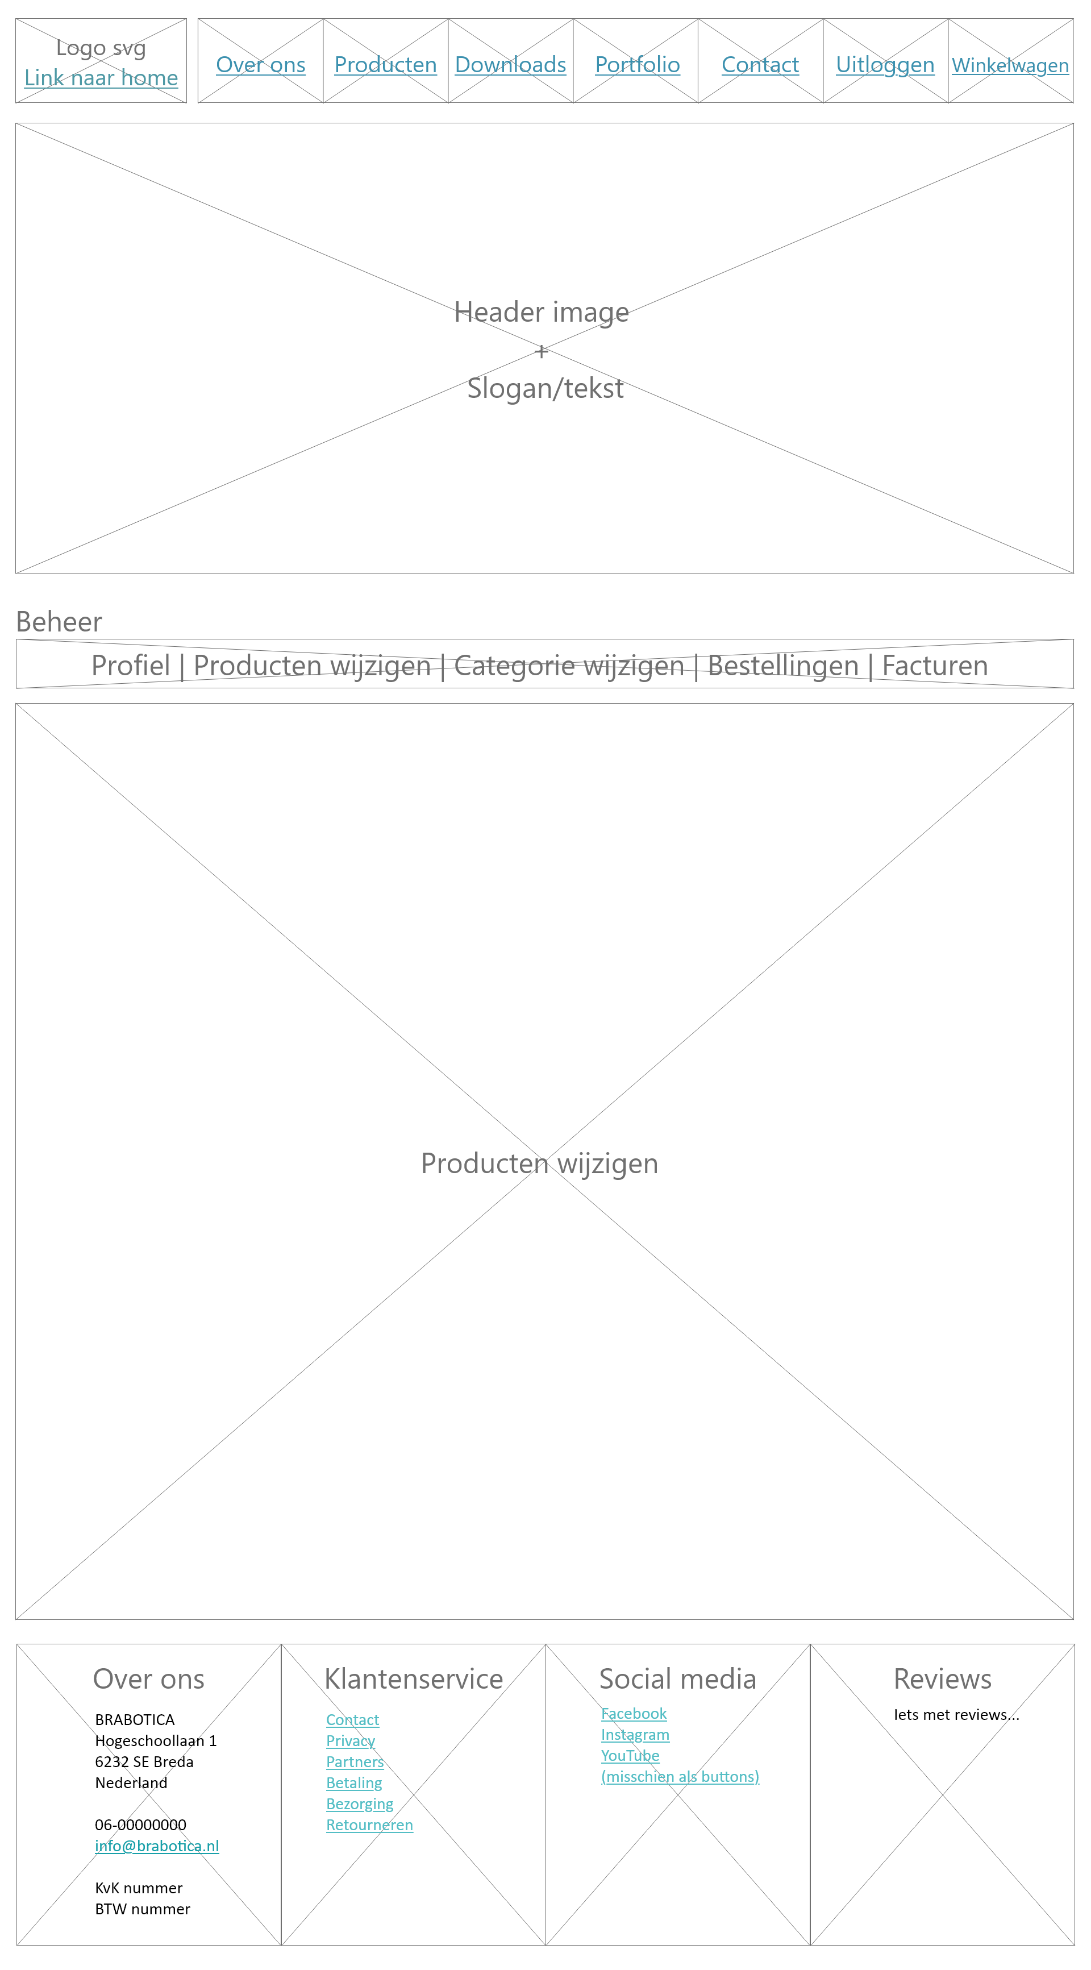 Logo svg
Link naar home
Over ons
Producten
Downloads
Portfolio
Contact
Uitloggen
Winkelwagen
Header image
+
Slogan/tekst
Beheer
Profiel | Producten wijzigen | Categorie wijzigen | Bestellingen | Facturen
Producten wijzigen
Over ons
BRABOTICA
Hogeschoollaan 1
6232 SE Breda
Nederland
06-00000000
info@brabotica.nl
KvK nummer
BTW nummer
Klantenservice
Contact
Privacy
Partners
Betaling
Bezorging
Retourneren
Social media
Facebook
Instagram
YouTube
(misschien als buttons)
Reviews
Iets met reviews...